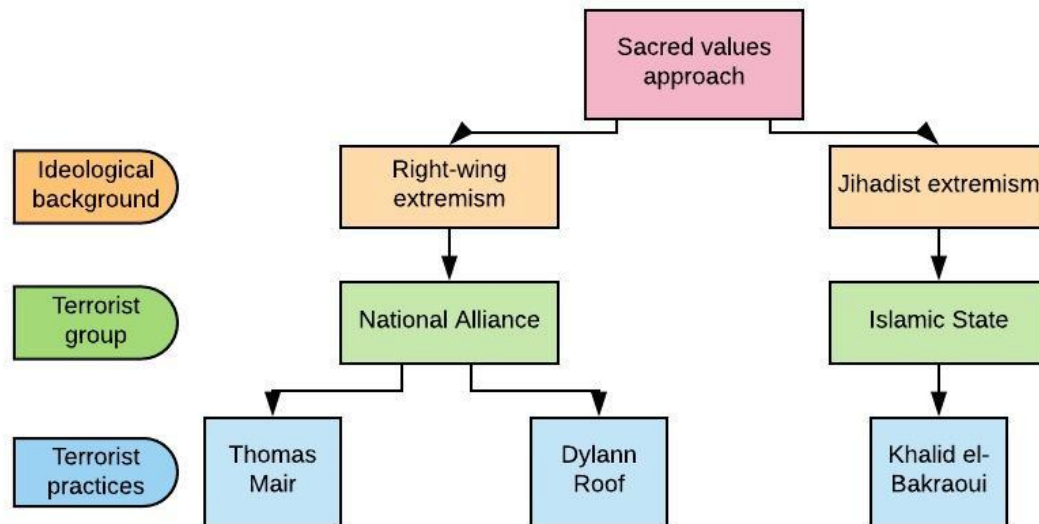 Sacred values
approach
Ideological
background
Right-wing
extremism
Jihadist extremism
Terrorist
group
National Alliance
Islamic State
Terrorist
practices
Thomas
Mair
Dylann
Roof
Khalid el-
Bakraoui